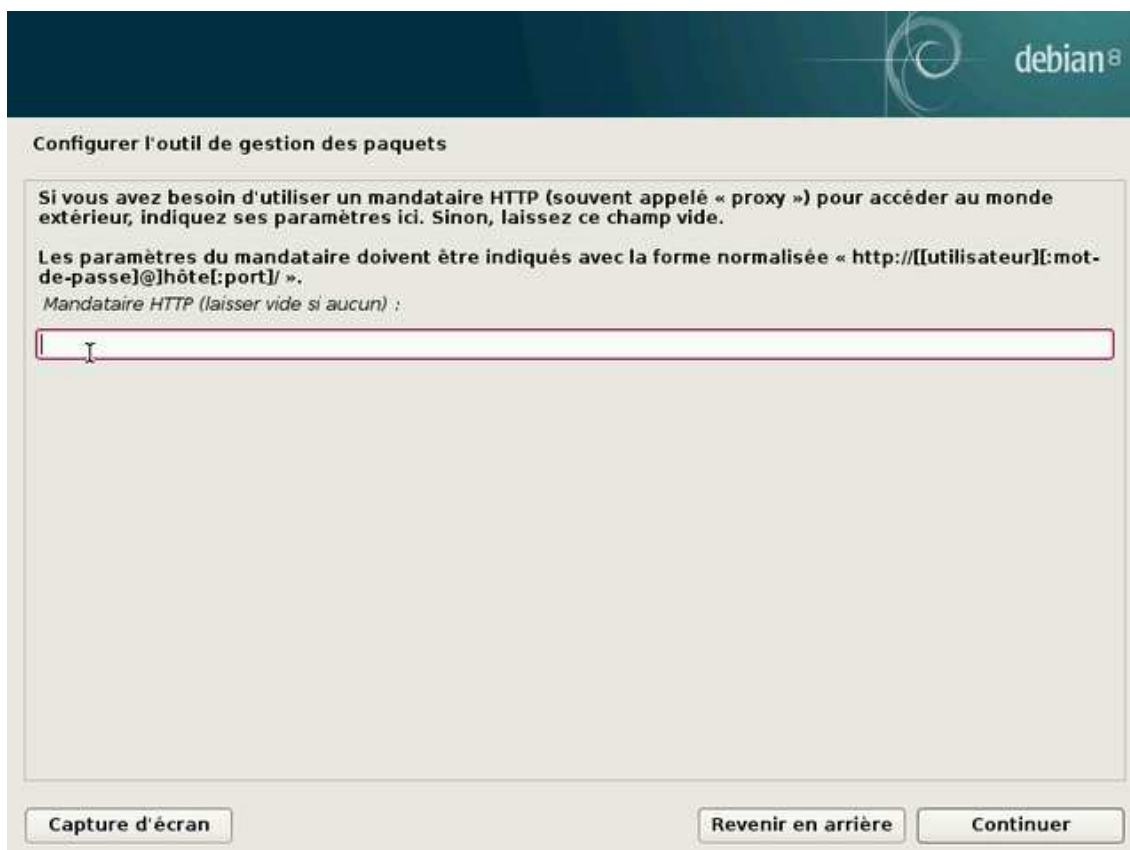 debian 8
Configurer l'outil de gestion des paquets
Si vous avez besoin d'utiliser un mandataire HTTP (souvent appelé « proxy ») pour accéder au monde
extérieur, indiquez ses paramètres ici. Sinon, laissez ce champ vide.
Les paramètres du mandataire doivent être indiqués avec la forme normalisée « http://[[utilisateur][:mot-
de-passe]@]hôte[:port]/ ».
Mandataire HTTP (laisser vide si aucun) :
Capture d'écran
Revenir en arrière
Continuer